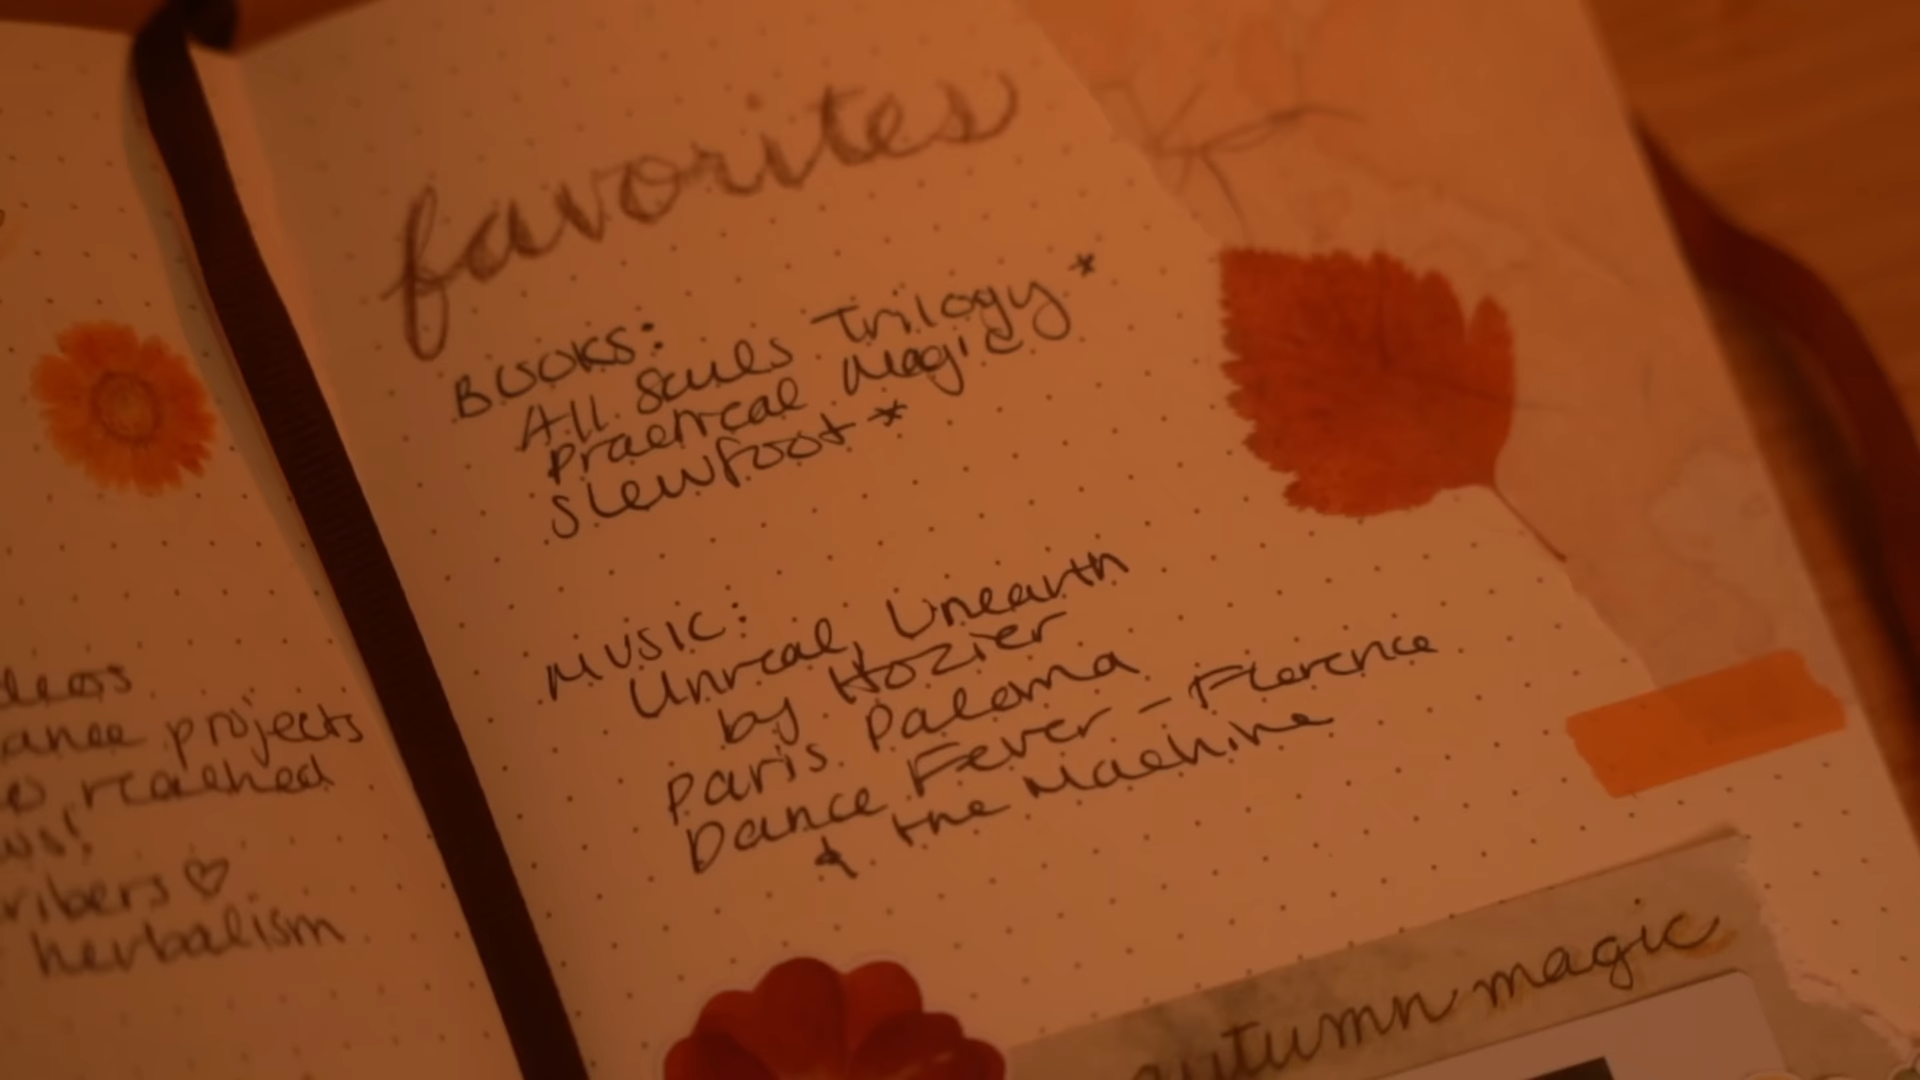 favorites
BOOKS:
All Souls Trilogy *
Practical Magic
Slewfoot *
MUSIC:
Unreal, Unearth
by Hozier
Paris Paloma
Dance Fever - Florence
& the Machine
autumn magic
projects
reached
herbalism